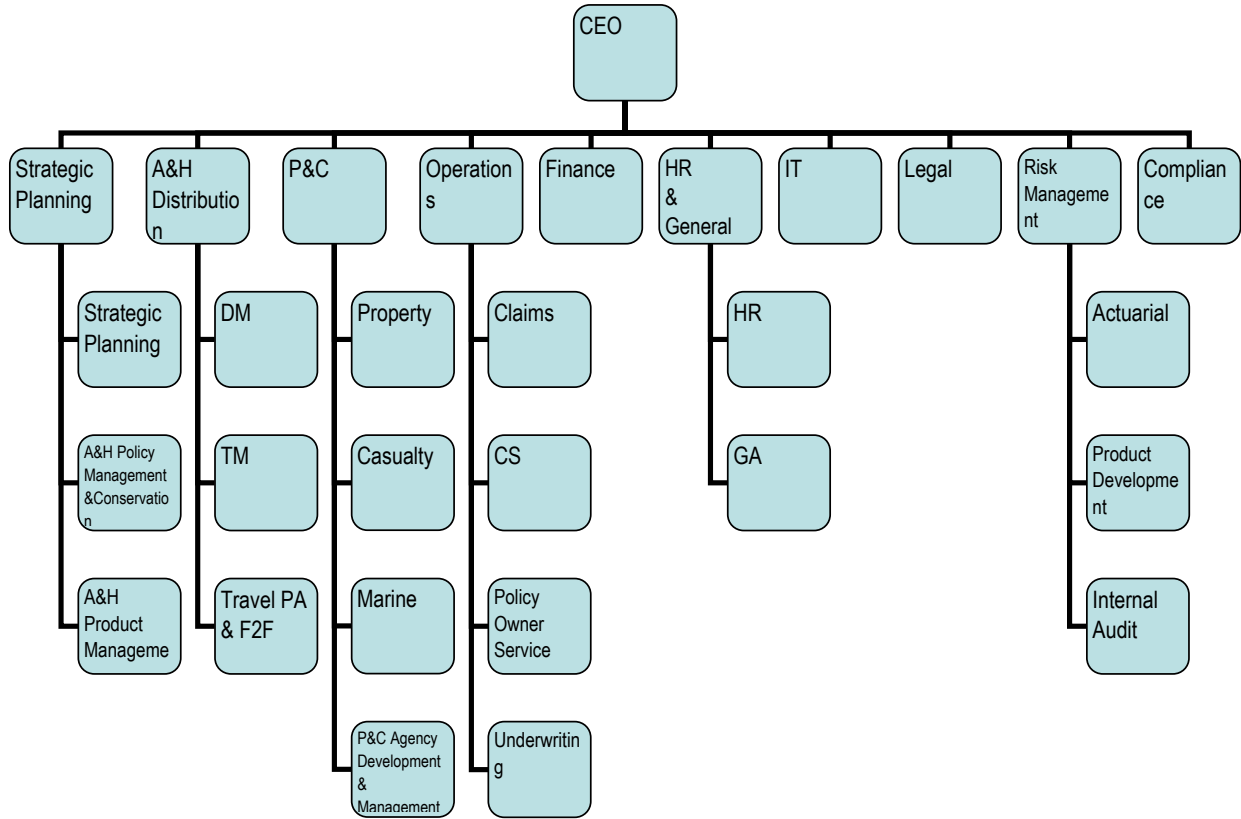 CEO
Strategic
Planning
A&H
Distributio
n
P&C
Operation
s
Finance
HR
&
General
IT
Legal
Risk
Manageme
nt
Complian
ce
Strategic
Planning
DM
Property
Claims
HR
Actuarial
A&H Policy
Management
&Conservatio
n
TM
Casualty
CS
GA
Product
Developme
nt
A&H
Product
Manageme
Travel PA
& F2F
Marine
Policy
Owner
Service
Internal
Audit
P&C Agency
Development
&
Management
Underwritin
g